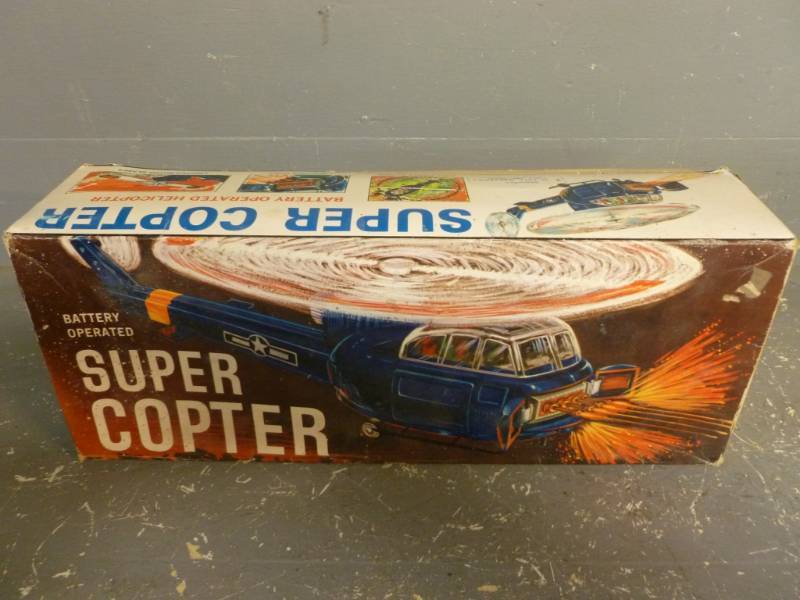 SUPER COPTER
BATTERY OPERATED HELICOPTER
BATTERY
OPERATED
SUPER
COPTER